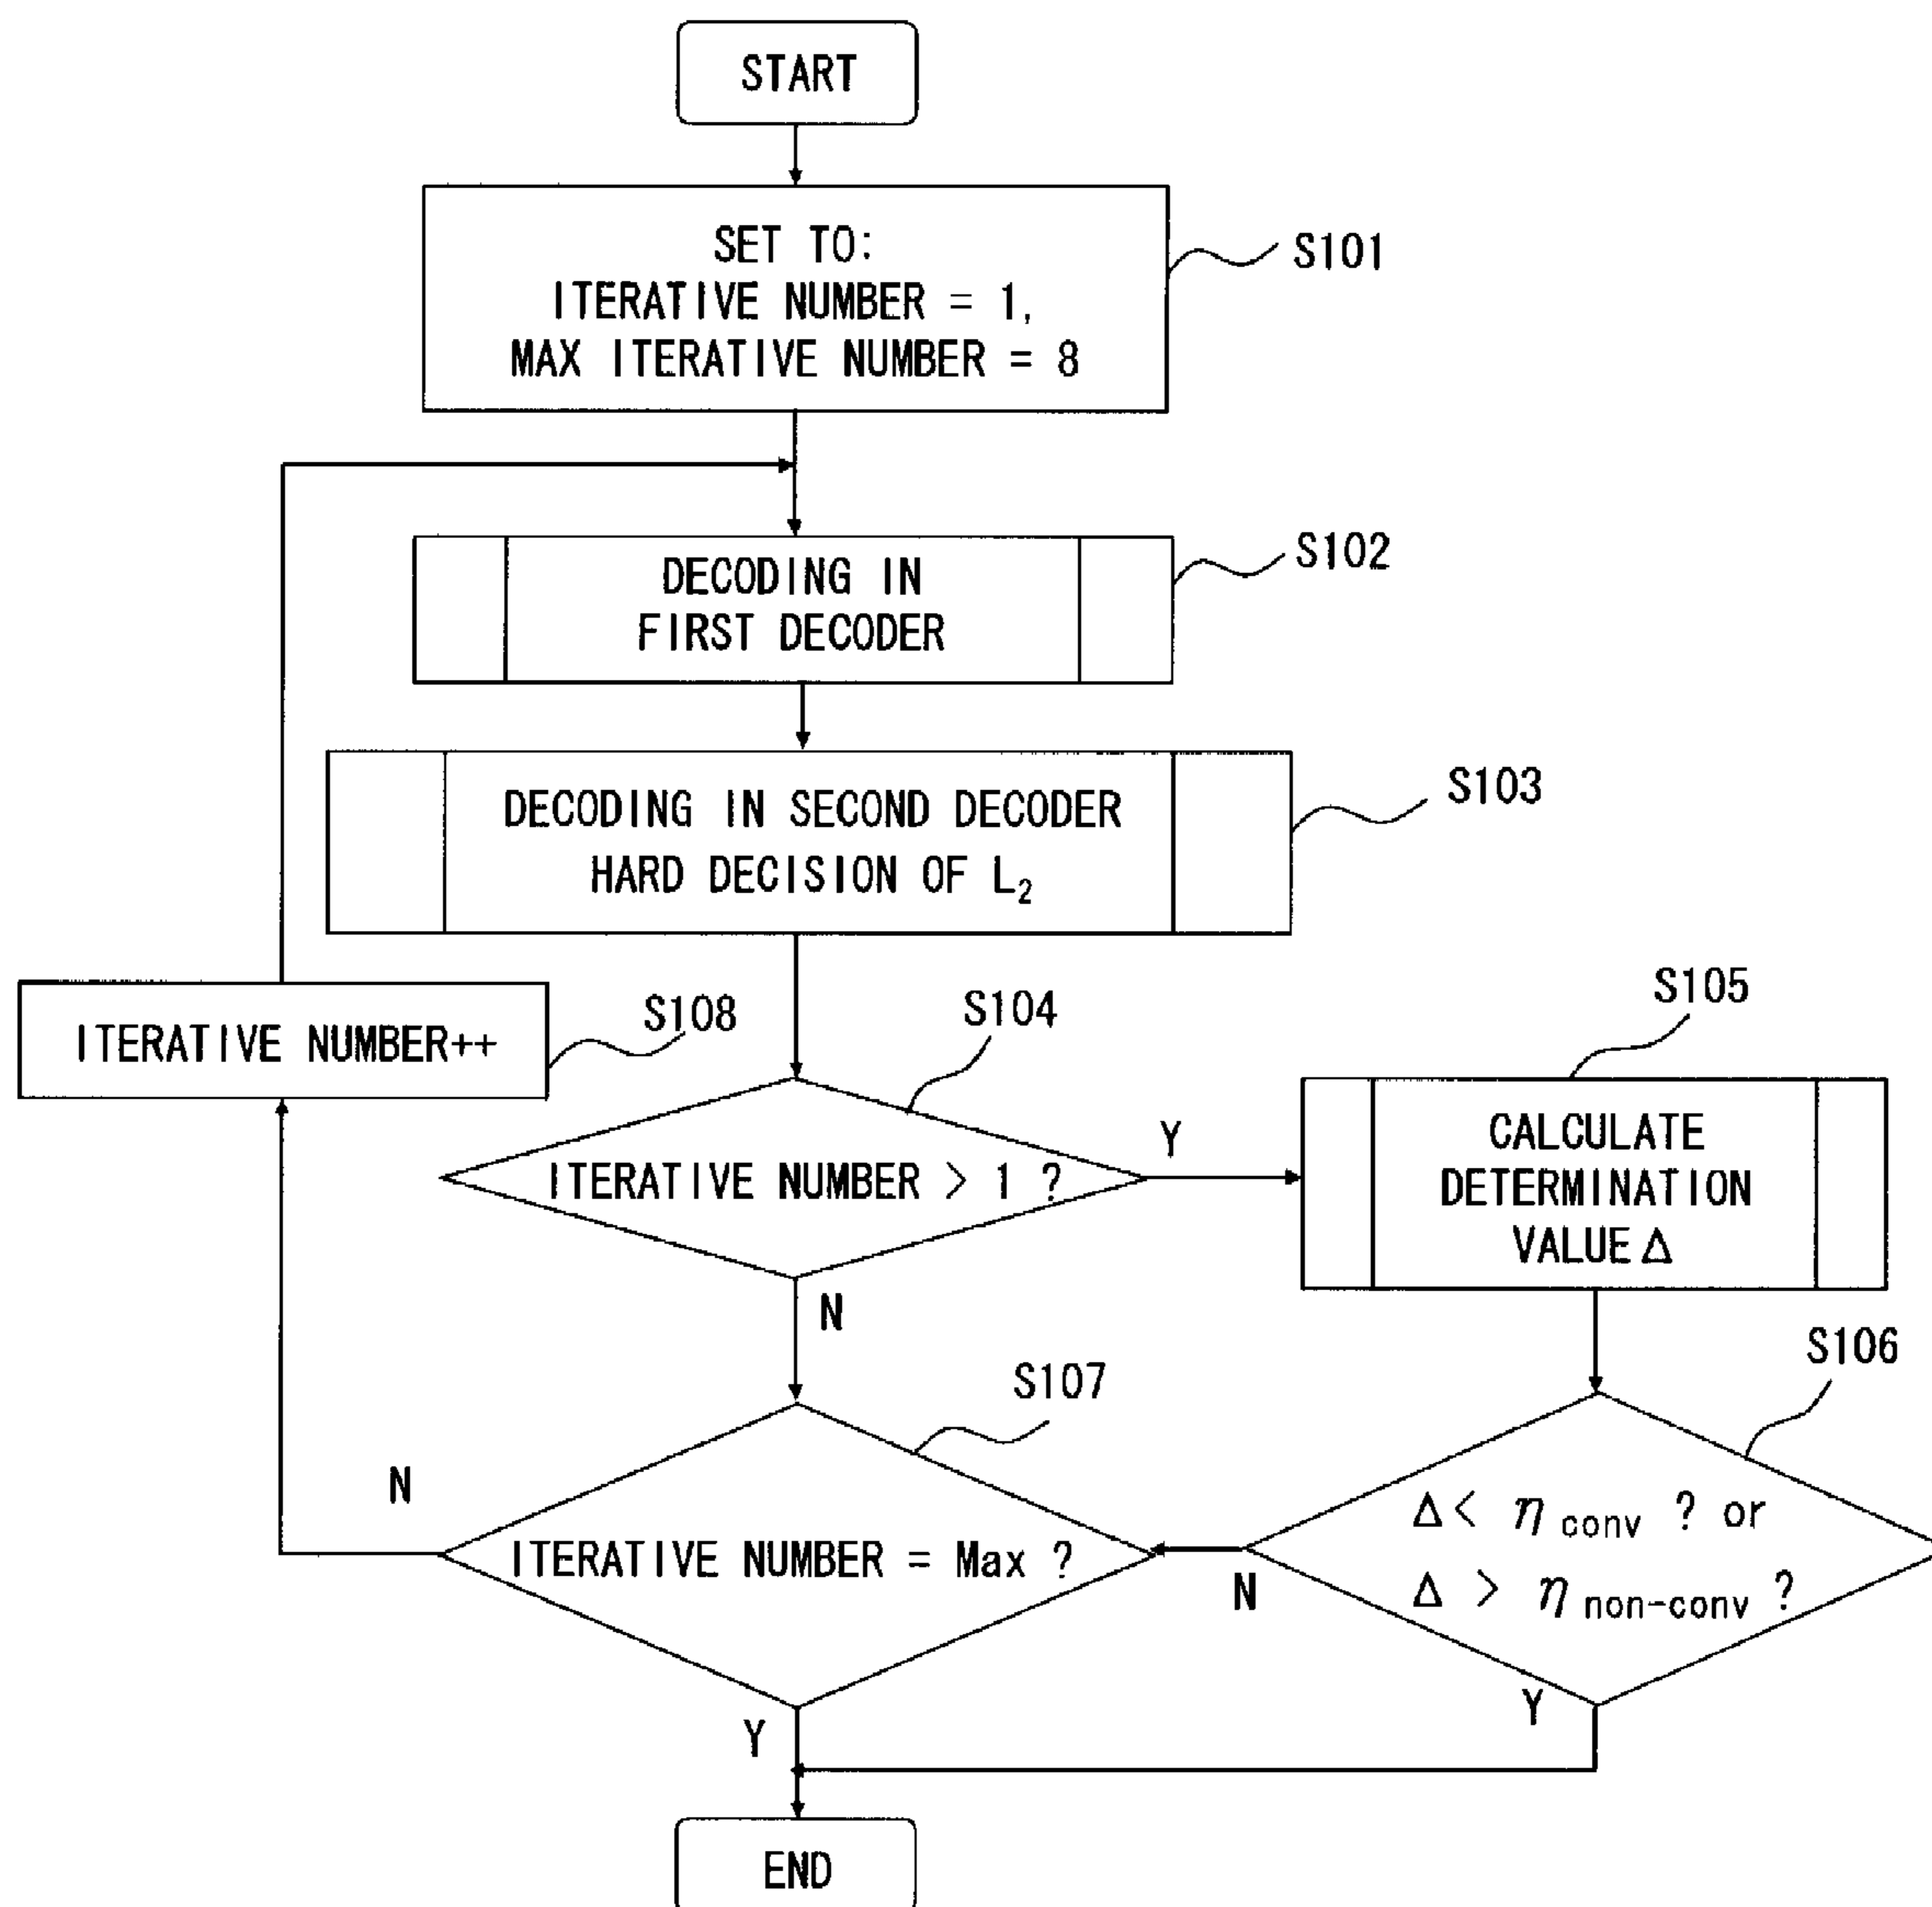 START
SET TO:
ITERATIVE NUMBER = 1,
MAX ITERATIVE NUMBER = 8
S101
DECODING IN
FIRST DECODER
S102
DECODING IN SECOND DECODER
HARD DECISION OF L₂
S103
ITERATIVE NUMBER++
S108
S104
ITERATIVE NUMBER > 1 ?
Y
N
S105
CALCULATE
DETERMINATION
VALUE Δ
S107
ITERATIVE NUMBER = Max ?
N
Y
S106
Δ< η conv ? or
Δ > η non-conv ?
N
Y
END